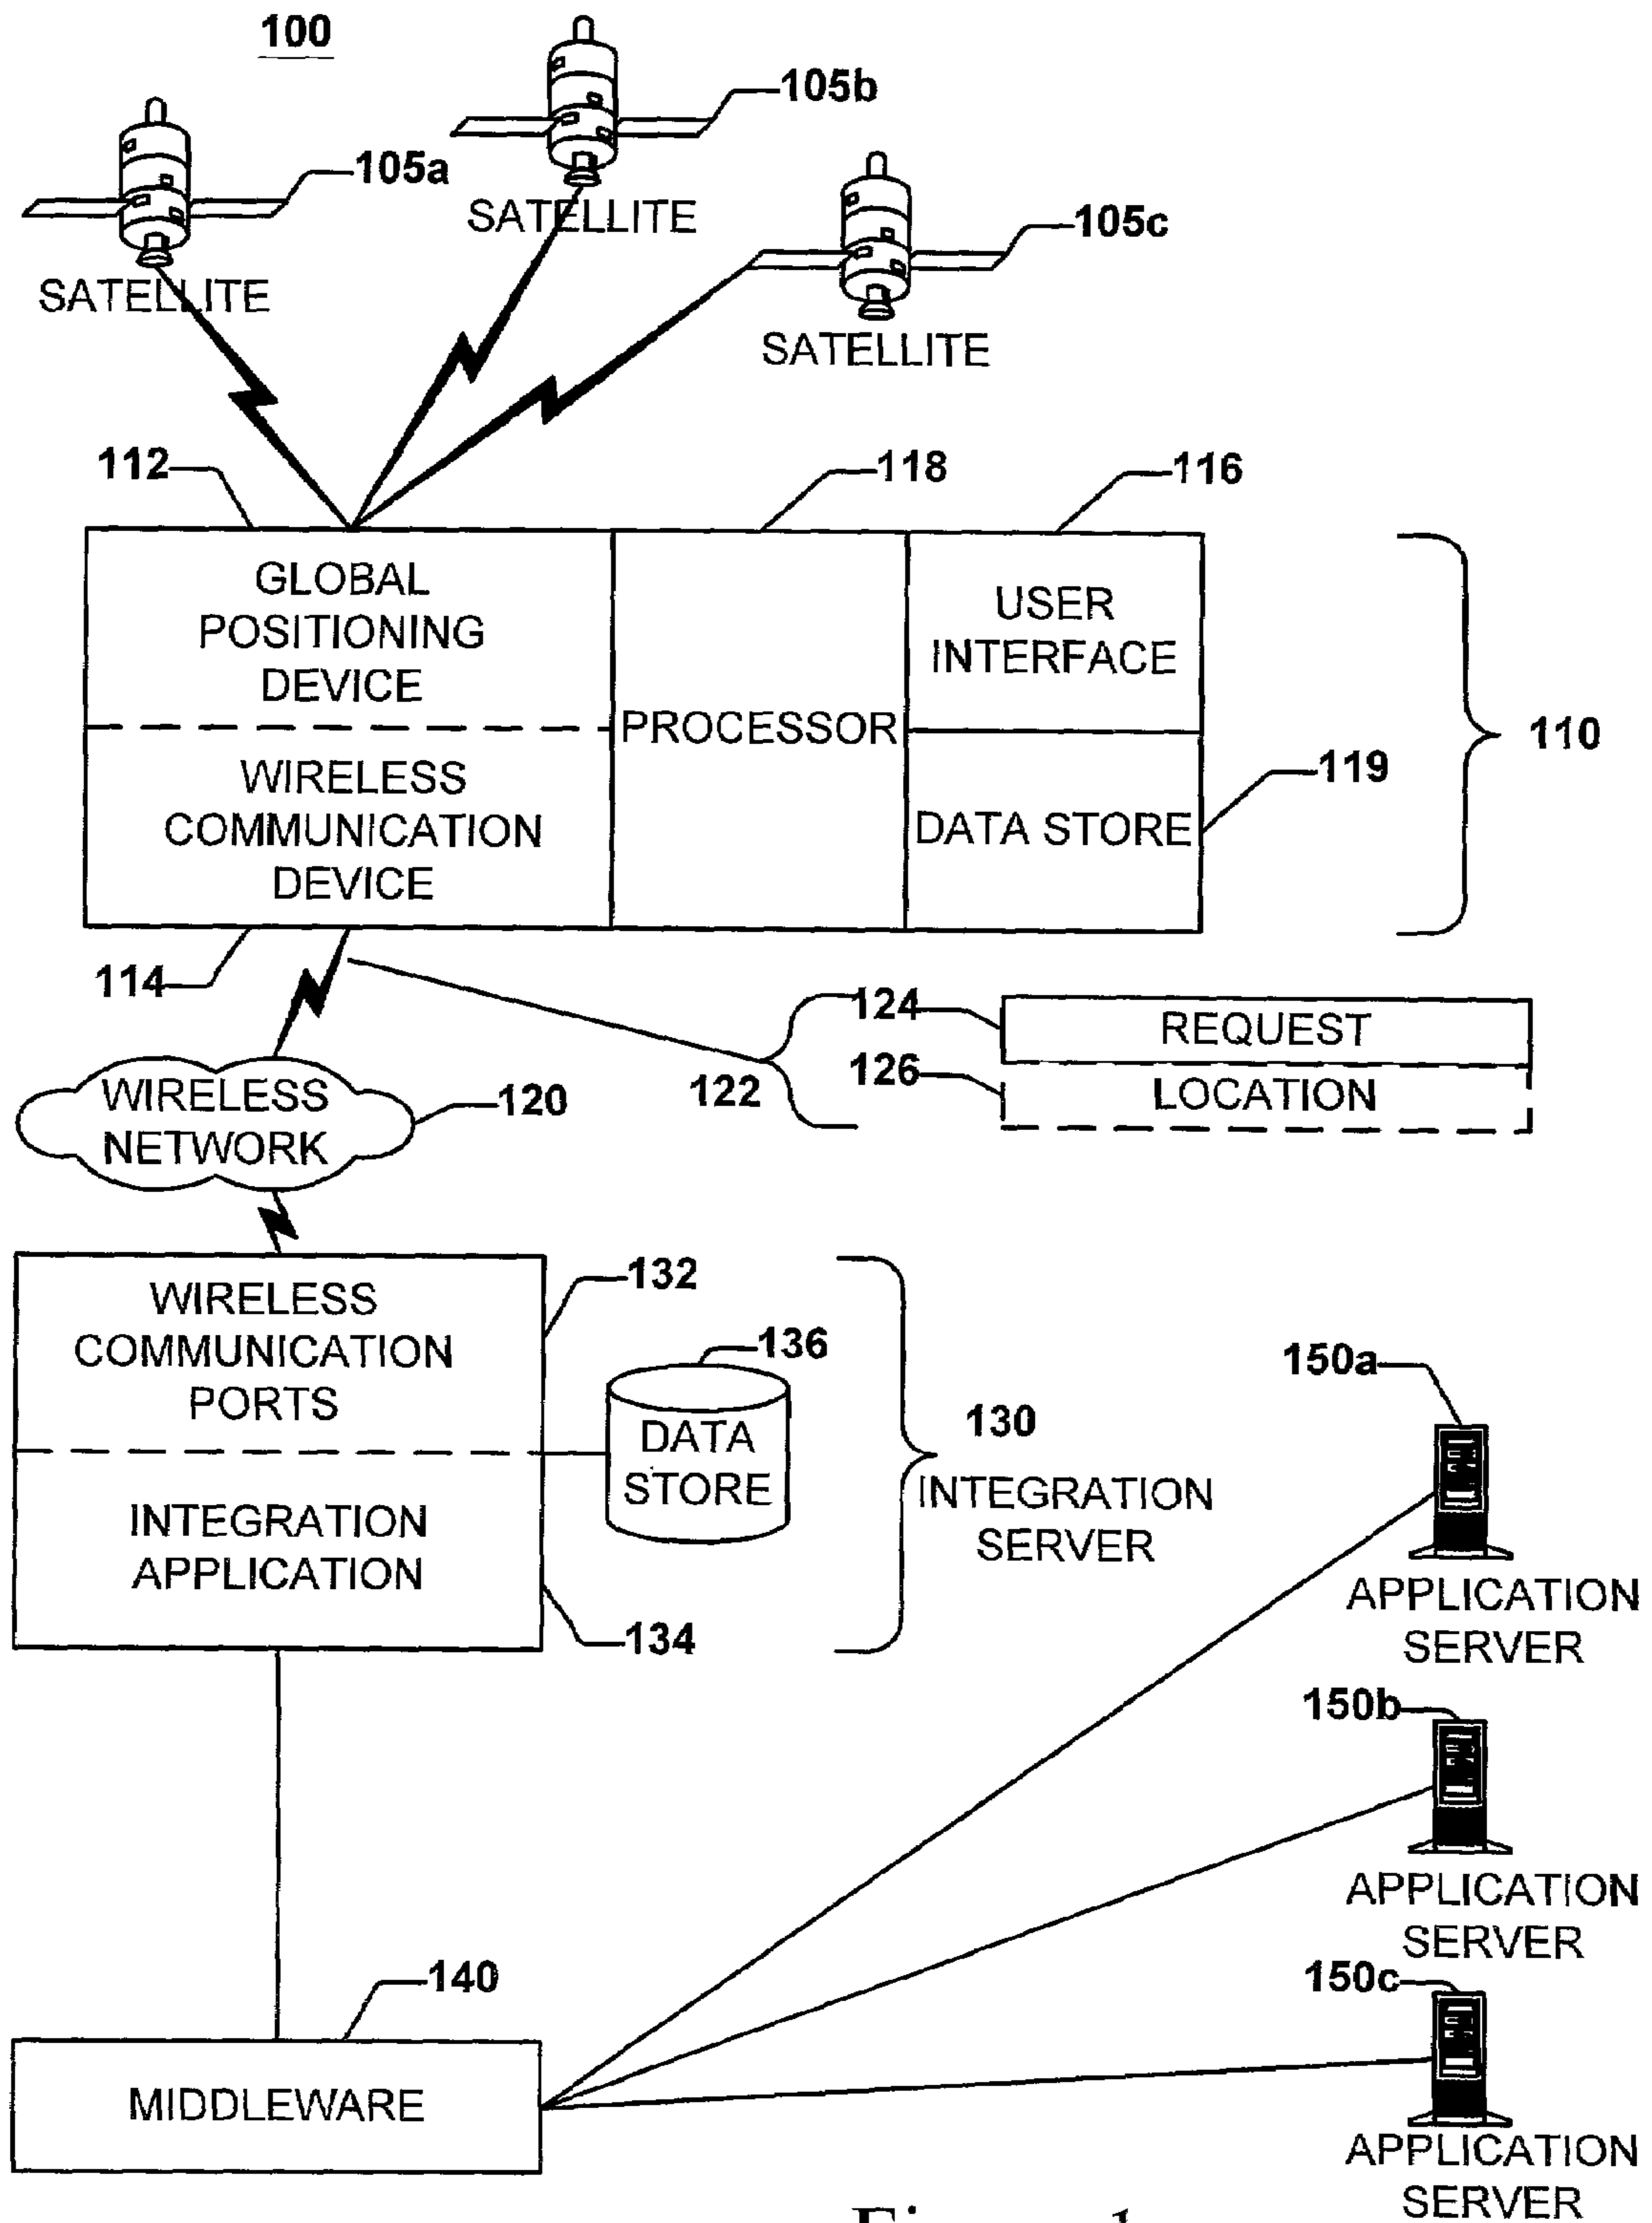 100
105b
105a
SATELLITE
105c
SATELLITE
SATELLITE
112
118
116
GLOBAL
POSITIONING
DEVICE
USER
INTERFACE
PROCESSOR
110
WIRELESS
COMMUNICATION
DEVICE
119
DATA STORE
114
124
REQUEST
126
LOCATION
122
WIRELESS
NETWORK
120
WIRELESS
COMMUNICATION
PORTS
132
136
DATA
STORE
130
INTEGRATION
SERVER
INTEGRATION
APPLICATION
134
150a
APPLICATION
SERVER
150b
APPLICATION
SERVER
140
MIDDLEWARE
150c
APPLICATION
SERVER